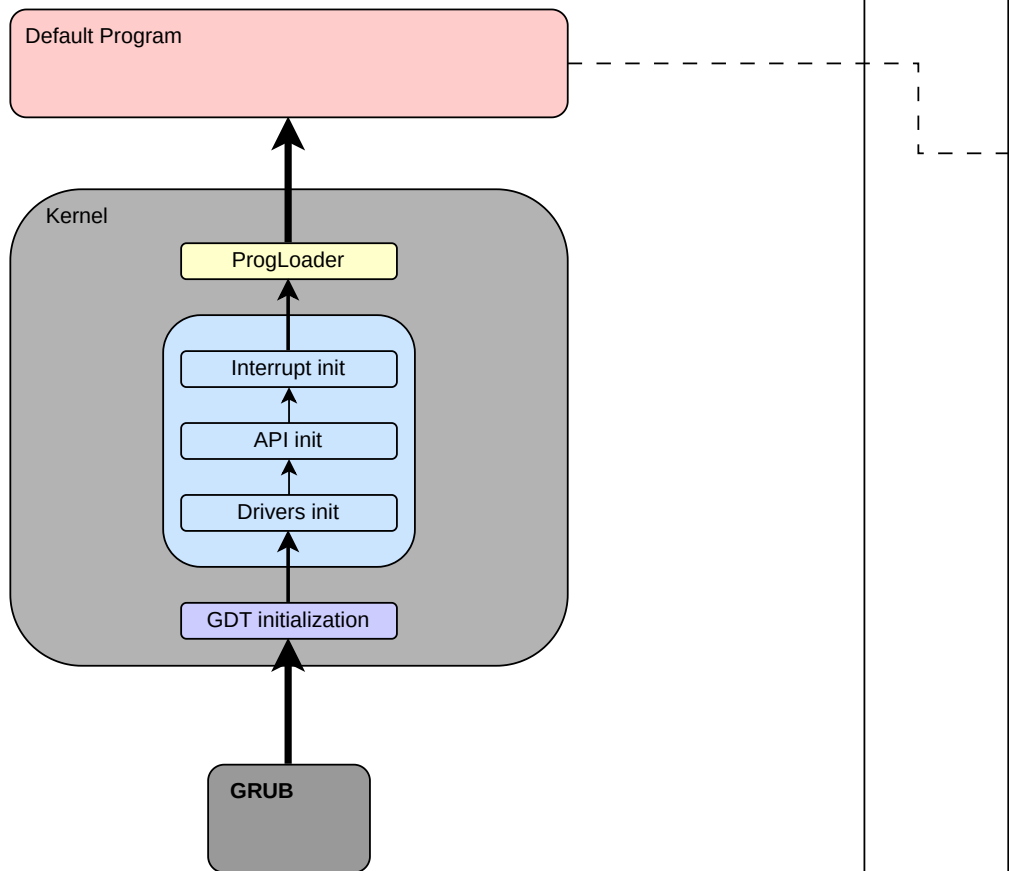 Default Program
Kernel
ProgLoader
Interrupt init
API init
Drivers init
GDT initialization
GRUB